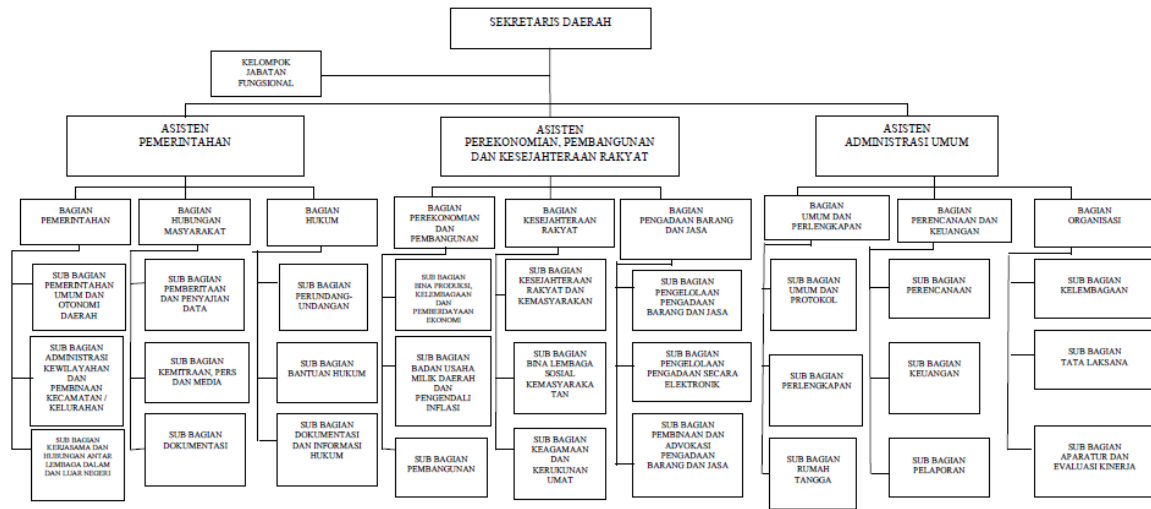 SEKRETARIS DAERAH
KELOMPOK
JABATAN
FUNGSIONAL
ASISTEN
PEMERINTAHAN
ASISTEN
PEREKONOMIAN, PEMBANGUNAN
DAN KESEJAHTERAAN RAKYAT
ASISTEN
ADMINISTRASI UMUM
BAGIAN
PEMERINTAHAN
BAGIAN
HUBUNGAN
MASYARAKAT
BAGIAN
HUKUM
BAGIAN
PEREKONOMIAN
DAN
PEMBANGUNAN
BAGIAN
KESEJAHTERAAN
RAKYAT
BAGIAN
PENGADAAN BARANG
DAN JASA
BAGIAN
UMUM DAN
PERLENGKAPAN
BAGIAN
PERENCANAAN DAN
KEUANGAN
BAGIAN
ORGANISASI
SUB BAGIAN
PEMERINTAHAN
UMUM DAN
OTONOMI
DAERAH
SUB BAGIAN
PEMBERITAAN
DAN PENYAJIAN
DATA
SUB BAGIAN
PERUNDANG-
UNDANGAN
SUB BAGIAN
BINA PRODUKSI,
KELEMBAGAAN
DAN
PEMBERDAYAAN
EKONOMI
SUB BAGIAN
KESEJAHTERAAN
RAKYAT DAN
KEMASYARAKAN
SUB BAGIAN
PENGELOLAAN
PENGADAAN
BARANG DAN JASA
SUB BAGIAN
UMUM DAN
PROTOKOL
SUB BAGIAN
PERENCANAAN
SUB BAGIAN
KELEMBAGAAN
SUB BAGIAN
ADMINISTRASI
KEWILAYAHAN
DAN
PEMBINAAN
KECAMATAN /
KELURAHAN
SUB BAGIAN
KEMITRAAN, PERS
DAN MEDIA
SUB BAGIAN
BANTUAN HUKUM
SUB BAGIAN
BADAN USAHA
MILIK DAERAH
DAN
PENGENDALI
INFLASI
SUB BAGIAN
BINA LEMBAGA
SOSIAL
KEMASYARAKA
TAN
SUB BAGIAN
PENGELOLAAN
PENGADAAN SECARA
ELEKTRONIK
SUB BAGIAN
PERLENGKAPAN
SUB BAGIAN
KEUANGAN
SUB BAGIAN
TATA LAKSANA
SUB BAGIAN
KERJASAMA DAN
HUBUNGAN ANTAR
LEMBAGA DALAM
DAN LUAR NEGERI
SUB BAGIAN
DOKUMENTASI
SUB BAGIAN
DOKUMENTASI
DAN INFORMASI
HUKUM
SUB BAGIAN
PEMBANGUNAN
SUB BAGIAN
KEAGAMAAN
DAN
KERUKUNAN
UMAT
SUB BAGIAN
PEMBINAAN DAN
ADVOKASI
PENGADAAN
BARANG DAN JASA
SUB BAGIAN
RUMAH
TANGGA
SUB BAGIAN
PELAPORAN
SUB BAGIAN
APARATUR DAN
EVALUASI KINERJA